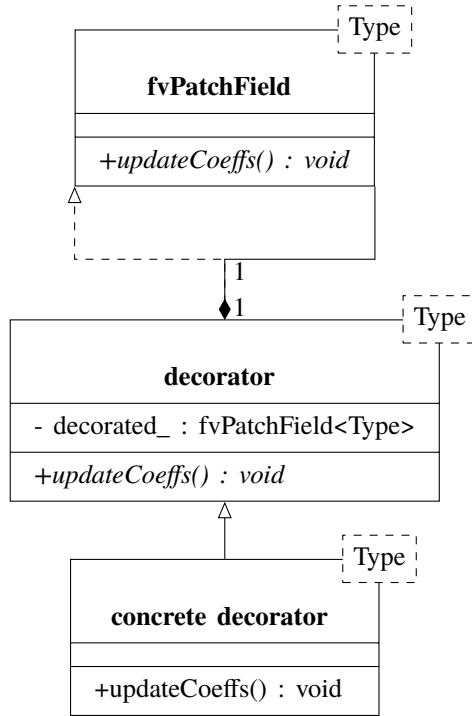 Type
fvPatchField
+updateCoeffs() : void
1
1
Type
decorator
- decorated_ : fvPatchField<Type>
+updateCoeffs() : void
Type
concrete decorator
+updateCoeffs() : void